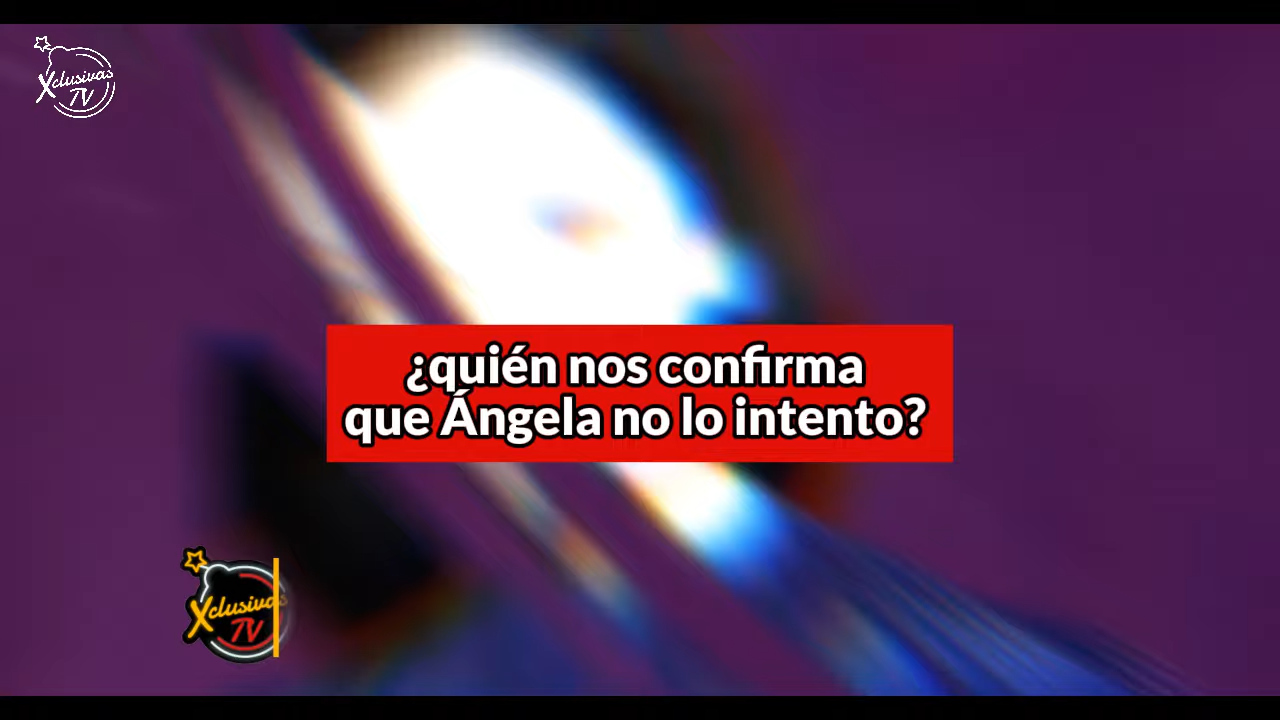 Xclusivas
TV
¿quién nos confirma
que Ángela no lo intento?
Xclusivas
TV